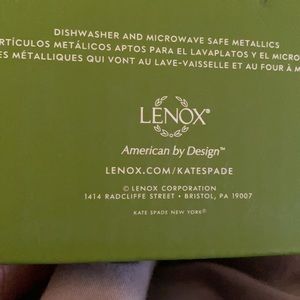 DISHWASHER AND MICROWAVE SAFE METALLICS
ARTÍCULOS METÁLICOS APTOS PARA EL LAVAPLATOS Y EL MICRO
ES MÉTALLIQUES QUI VONT AU LAVE-VAISSELLE ET AU FOUR À M
LENOX®
American by Design™
LENOX.COM/KATESPADE
© LENOX CORPORATION
1414 RADCLIFFE STREET • BRISTOL, PA 19007
KATE SPADE NEW YORK®